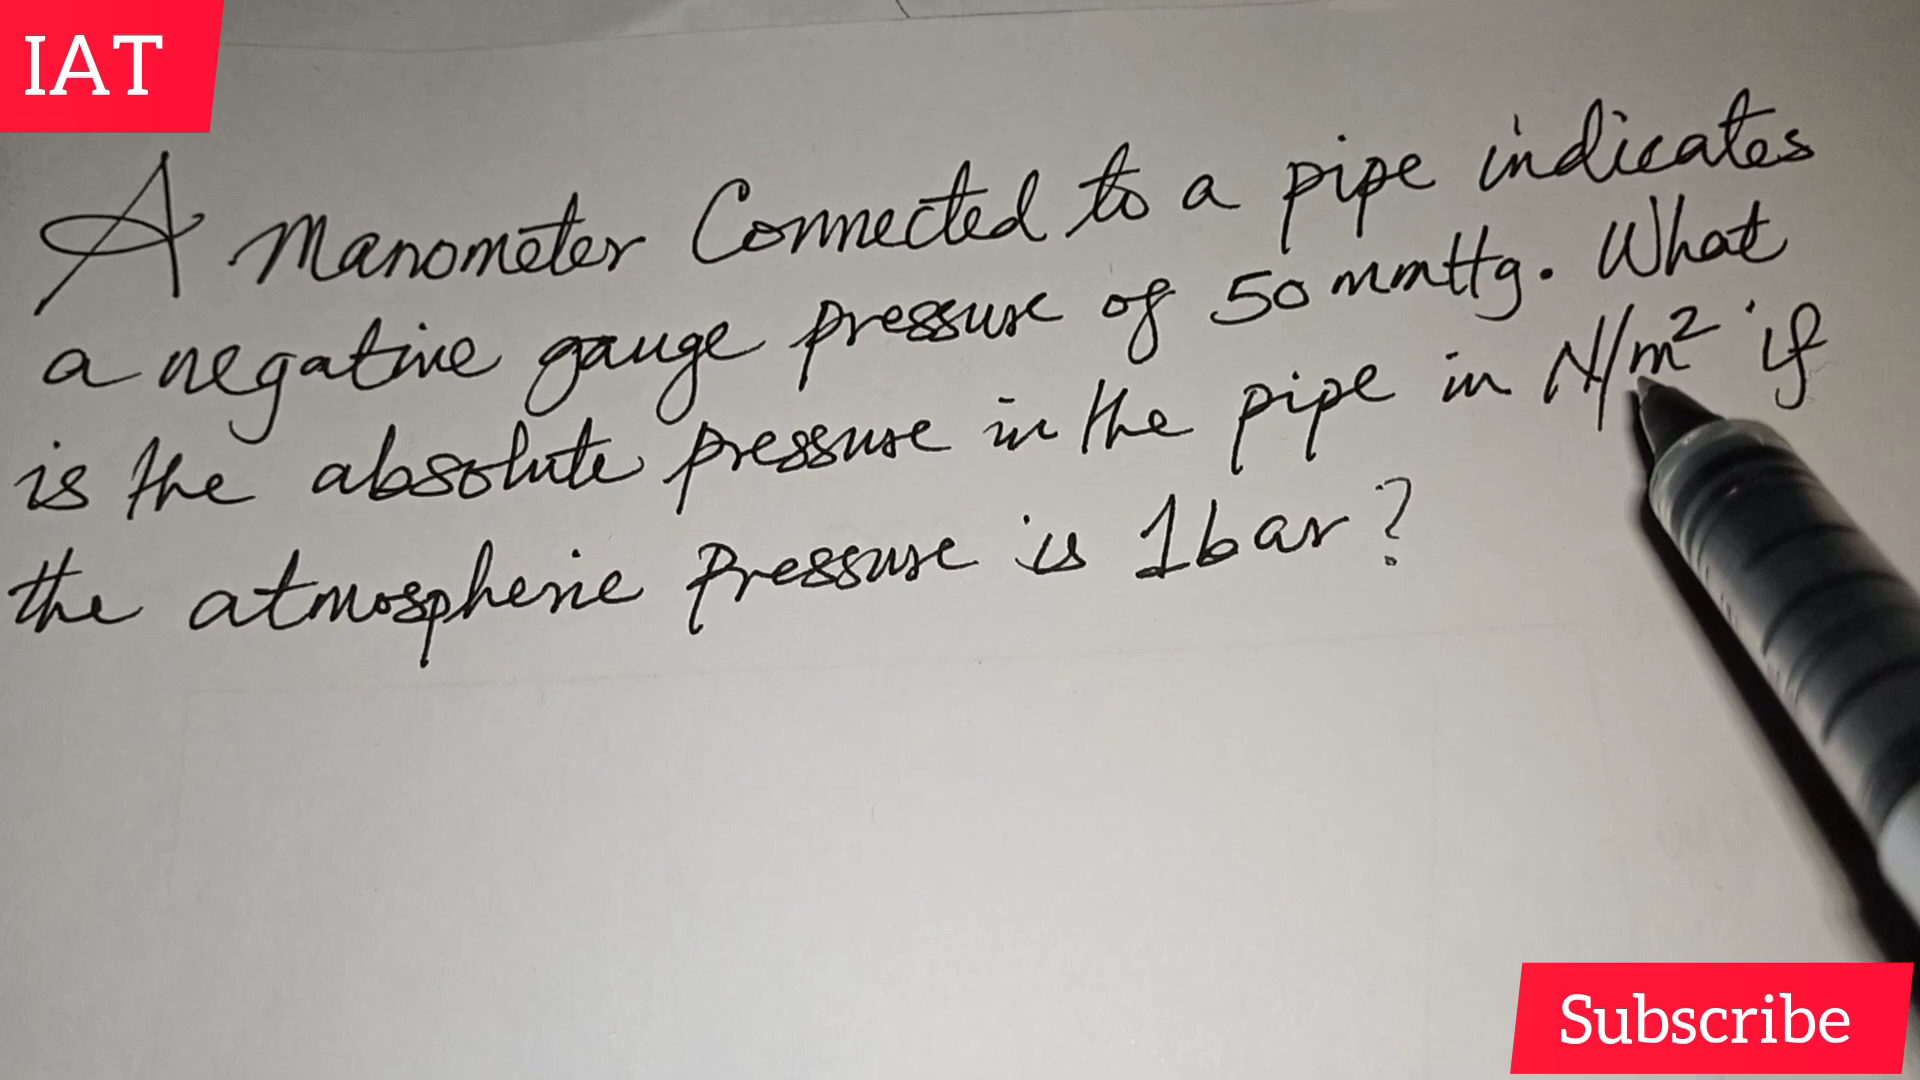 IAT
A Manometer Connected to a pipe indicates
a negative gauge pressure of 50 mmHg. What
is the absolute pressure in the pipe in N/m² if
the atmospheric Pressure is 1 bar?
Subscribe